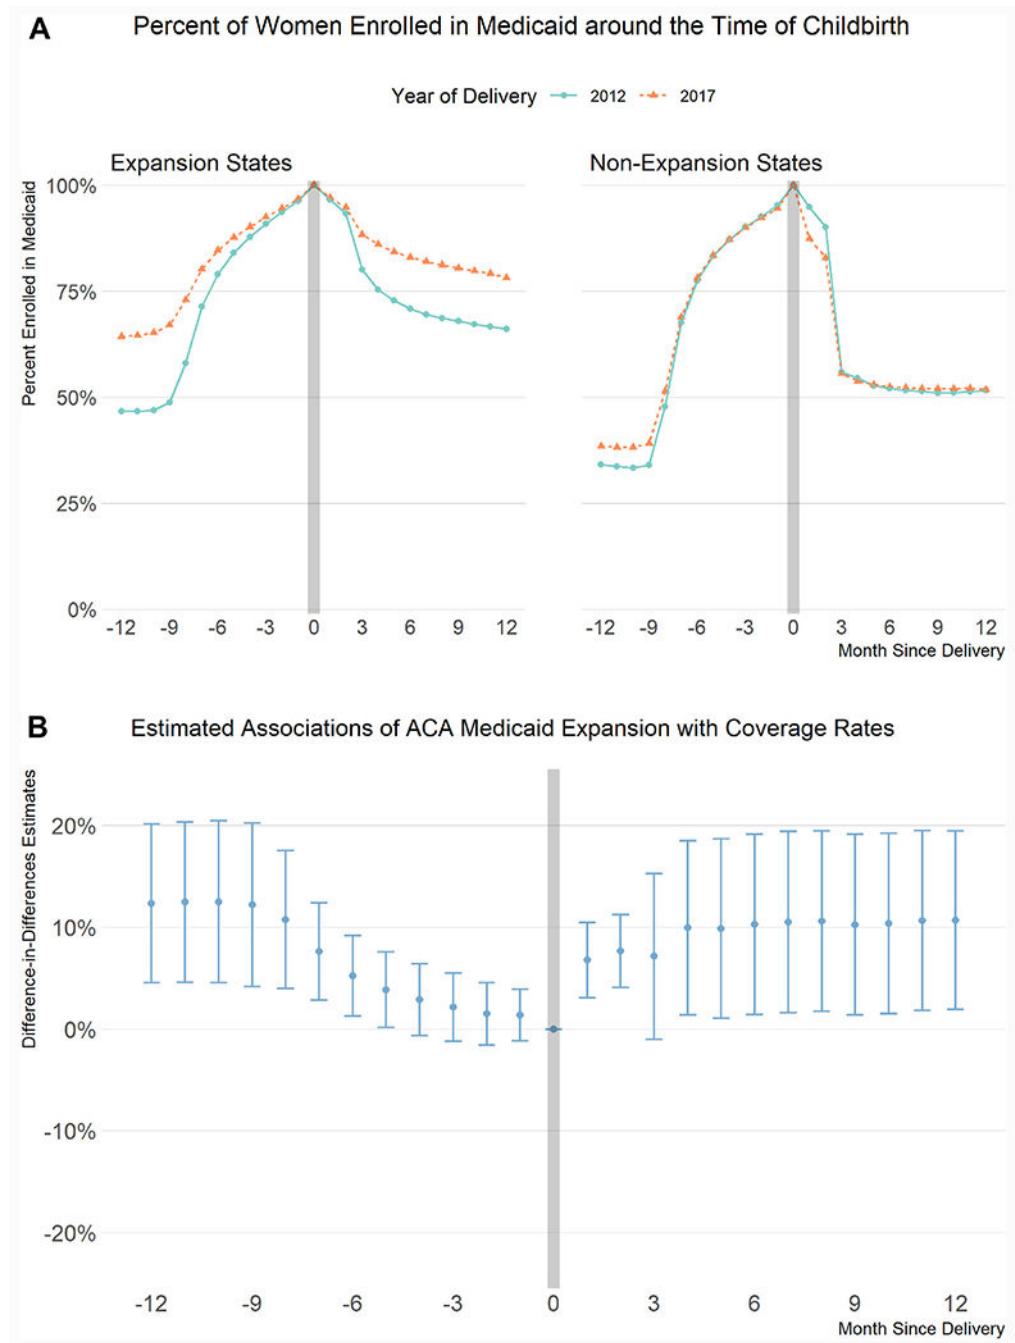 A
Percent of Women Enrolled in Medicaid around the Time of Childbirth
Year of Delivery 2012 2017
Expansion States
Non-Expansion States
Percent Enrolled in Medicaid
100%
75%
50%
25%
0%
-12 -9 -6 -3 0 3 6 9 12
-12 -9 -6 -3 0 3 6 9 12
Month Since Delivery
B
Estimated Associations of ACA Medicaid Expansion with Coverage Rates
Difference-in-Differences Estimates
20%
10%
0%
-10%
-20%
-12 -9 -6 -3 0 3 6 9 12
Month Since Delivery